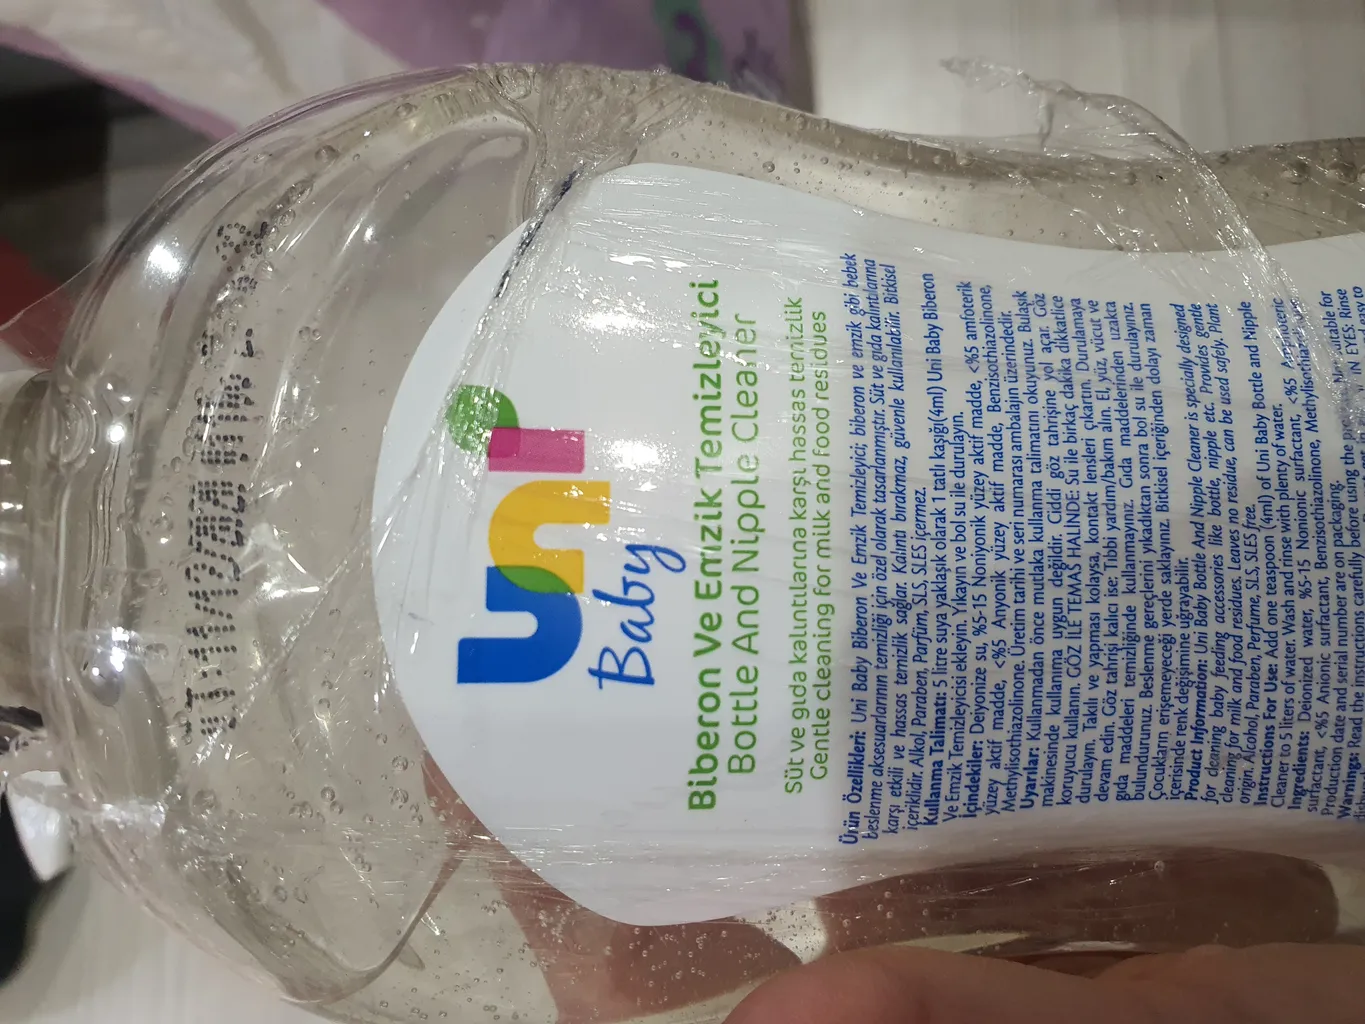 uni
Baby
Biberon Ve Emzik Temizleyici
Bottle And Nipple Cleaner
Süt ve gıda kalıntılarına karşı hassas temizlik
Gentle cleaning for milk and food residues
Ürün Özellikleri: Uni Baby Biberon Ve Emzik Temizleyici, biberon ve emzik gibi bebek
beslenme aksesuarlarının temizliği için özel olarak tasarlanmıştır. Süt ve gıda kalıntılarına
karşı etkili ve hassas temizlik sağlar. Kalıntı bırakmaz, güvenle kullanılabilir. Bitkisel
içeriklidir. Alkol, Paraben, Parfüm, SLS, SLES içermez.
Kullanma Talimatı: 5 litre suya yaklaşık olarak 1 tatlı kaşığı(4ml) Uni Baby Biberon
Ve Emzik Temizleyicisi ekleyin. Yıkayın ve bol su ile durulayın.
İçindekiler: Deiyonize su, %5-15 Noniyonik yüzey aktif madde, <%5 amfoterik
yüzey aktif madde, <%5 Anyonik yüzey aktif madde, Benzisothiazolinone,
Methylisothiazolinone. Üretim tarihi ve seri numarası ambalajın üzerindedir.
Uyarılar: Kullanmadan önce mutlaka kullanma talimatını okuyunuz. Bulaşık
makinesinde kullanıma uygun değildir. Ciddi göz tahrişine yol açar. Göz
koruyucu kullanın. GÖZ İLE TEMAS HALİNDE: Su ile birkaç dakika dikkatlice
durulayın. Takılı ve yapması kolaysa, kontakt lensleri çıkartın. Durulamaya
devam edin. Göz tahrişi kalıcı ise: Tıbbi yardım/bakım alın. El, yüz, vücut ve
gıda maddeleri temizliğinde kullanmayınız. Gıda maddelerinden uzakta
bulundurunuz. Beslenme gereçlerini yıkadıktan sonra bol su ile durulayınız.
Çocukların erişemeyeceği yerde saklayınız. Bitkisel içeriğinden dolayı zaman
içerisinde renk değişimine uğrayabilir.
Product Information: Uni Baby Bottle And Nipple Cleaner is specially designed
for cleaning baby feeding accessories like bottle, nipple etc. Provides gentle
cleaning for milk and food residues. Leaves no residue, can be used safely. Plant
origin. Alcohol, Paraben, Perfume, SLS, SLES free.
Instructions For Use: Add one teaspoon (4ml) of Uni Baby Bottle and Nipple
Cleaner to 5 liters of water. Wash and rinse with plenty of water.
Ingredients: Deionized water, %5-15 Nonionic surfactant, <%5 Amphoteric
surfactant, <%5 Anionic surfactant, Benzisothiazolinone, Methylisothiazolinone.
Production date and serial number are on packaging.
Warnings: Read the instructions carefully before using the suitable for
IN EYES: Rinse
easy to